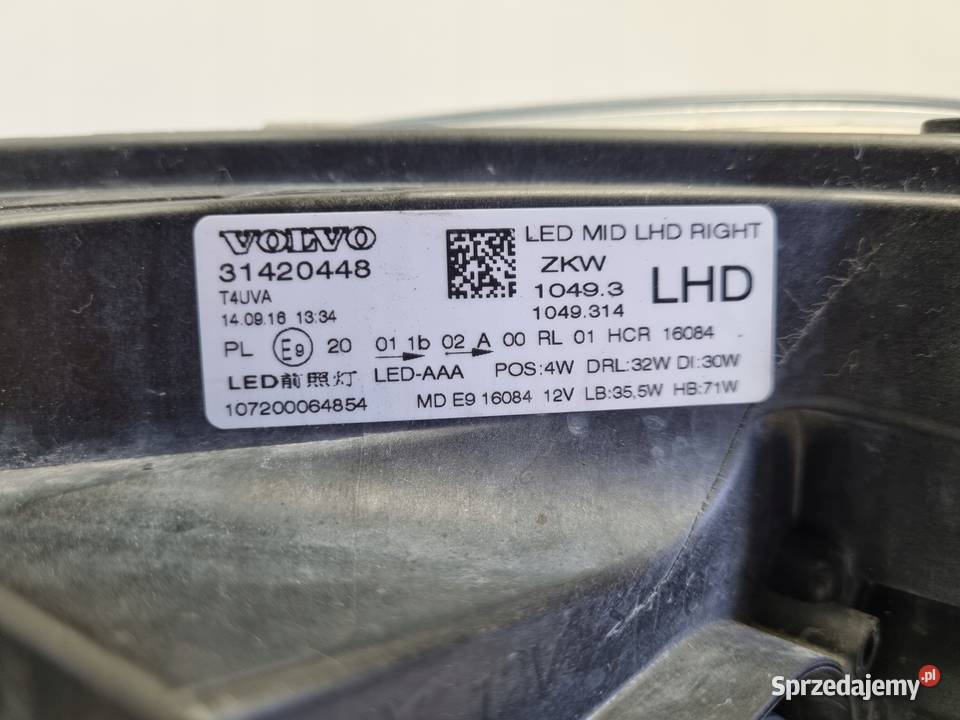 VOLVO
31420448
T4UVA
14.09.16 13:34
LED MID LHD RIGHT
ZKW
1049.3
1049.314
LHD
PL E9 20 01 1b 02 A 00 RL 01 HCR 16084
LED前照灯 LED-AAA POS:4W DRL:32W DI:30W
107200064854 MD E9 16084 12V LB:35,5W HB:71W
Sprzedajemy.pl